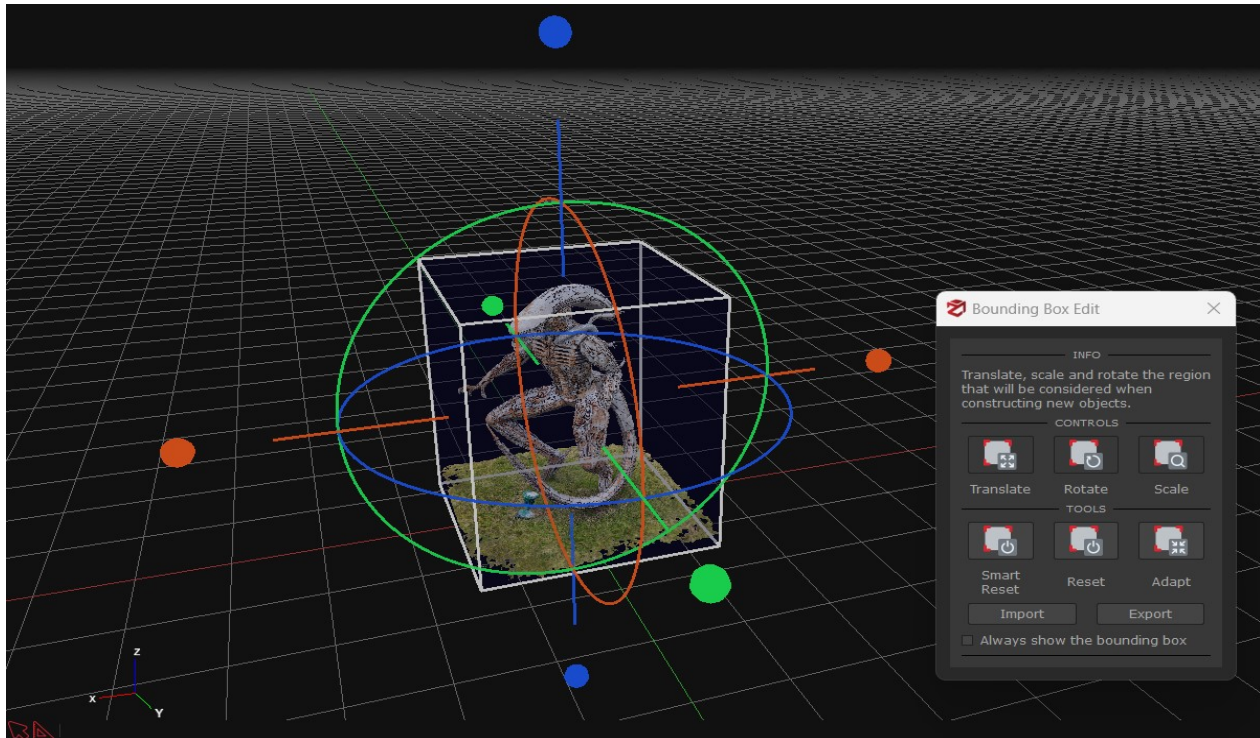 Bounding Box Edit
INFO
Translate, scale and rotate the region
that will be considered when
constructing new objects.
CONTROLS
Translate Rotate Scale
TOOLS
Smart
Reset Reset Adapt
Import Export
Always show the bounding box
Z
X
Y